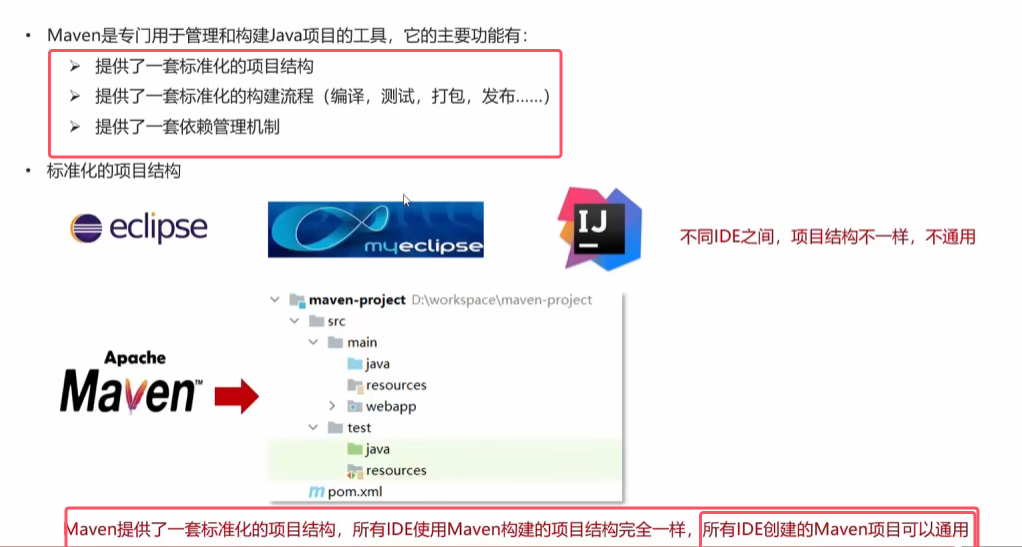 • Maven是专门用于管理和构建Java项目的工具，它的主要功能有：
➢ 提供了一套标准化的项目结构
➢ 提供了一套标准化的构建流程（编译，测试，打包，发布……）
➢ 提供了一套依赖管理机制
• 标准化的项目结构
eclipse
myeclipse
IJ
不同IDE之间，项目结构不一样，不通用
maven-project D:\workspace\maven-project
src
main
java
resources
webapp
test
java
resources
pom.xml
Apache
Maven™
Maven提供了一套标准化的项目结构，所有IDE使用Maven构建的项目结构完全一样，所有IDE创建的Maven项目可以通用